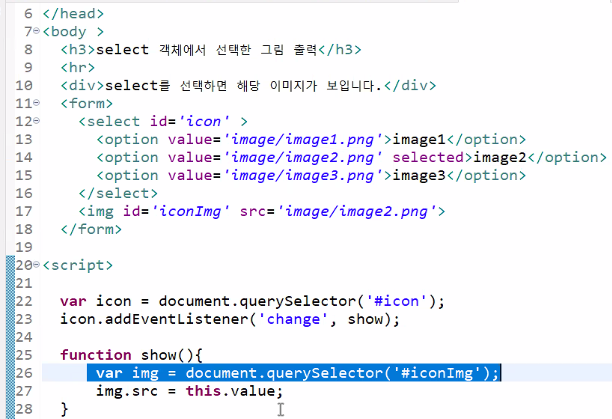 6 </head>
7 <body >
8 <h3>select 객체에서 선택한 그림 출력</h3>
9 <hr>
10 <div>select를 선택하면 해당 이미지가 보입니다.</div>
11 <form>
12 <select id='icon' >
13 <option value='image/image1.png'>image1</option>
14 <option value='image/image2.png' selected>image2</option>
15 <option value='image/image3.png'>image3</option>
16 </select>
17 <img id='iconImg' src='image/image2.png'>
18 </form>
19
20 <script>
21
22 var icon = document.querySelector('#icon');
23 icon.addEventListener('change', show);
24
25 function show(){
26 var img = document.querySelector('#iconImg');
27 img.src = this.value;
28 }